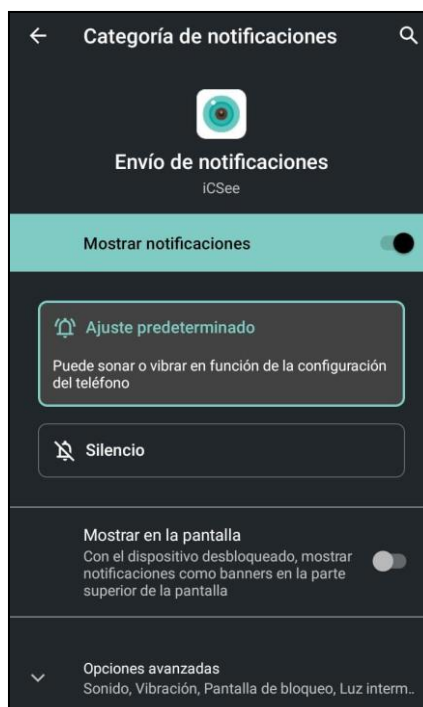 Categoría de notificaciones
Envío de notificaciones
iCSee
Mostrar notificaciones
Ajuste predeterminado
Puede sonar o vibrar en función de la configuración
del teléfono
Silencio
Mostrar en la pantalla
Con el dispositivo desbloqueado, mostrar
notificaciones como banners en la parte
superior de la pantalla
Opciones avanzadas
Sonido, Vibración, Pantalla de bloqueo, Luz interm..